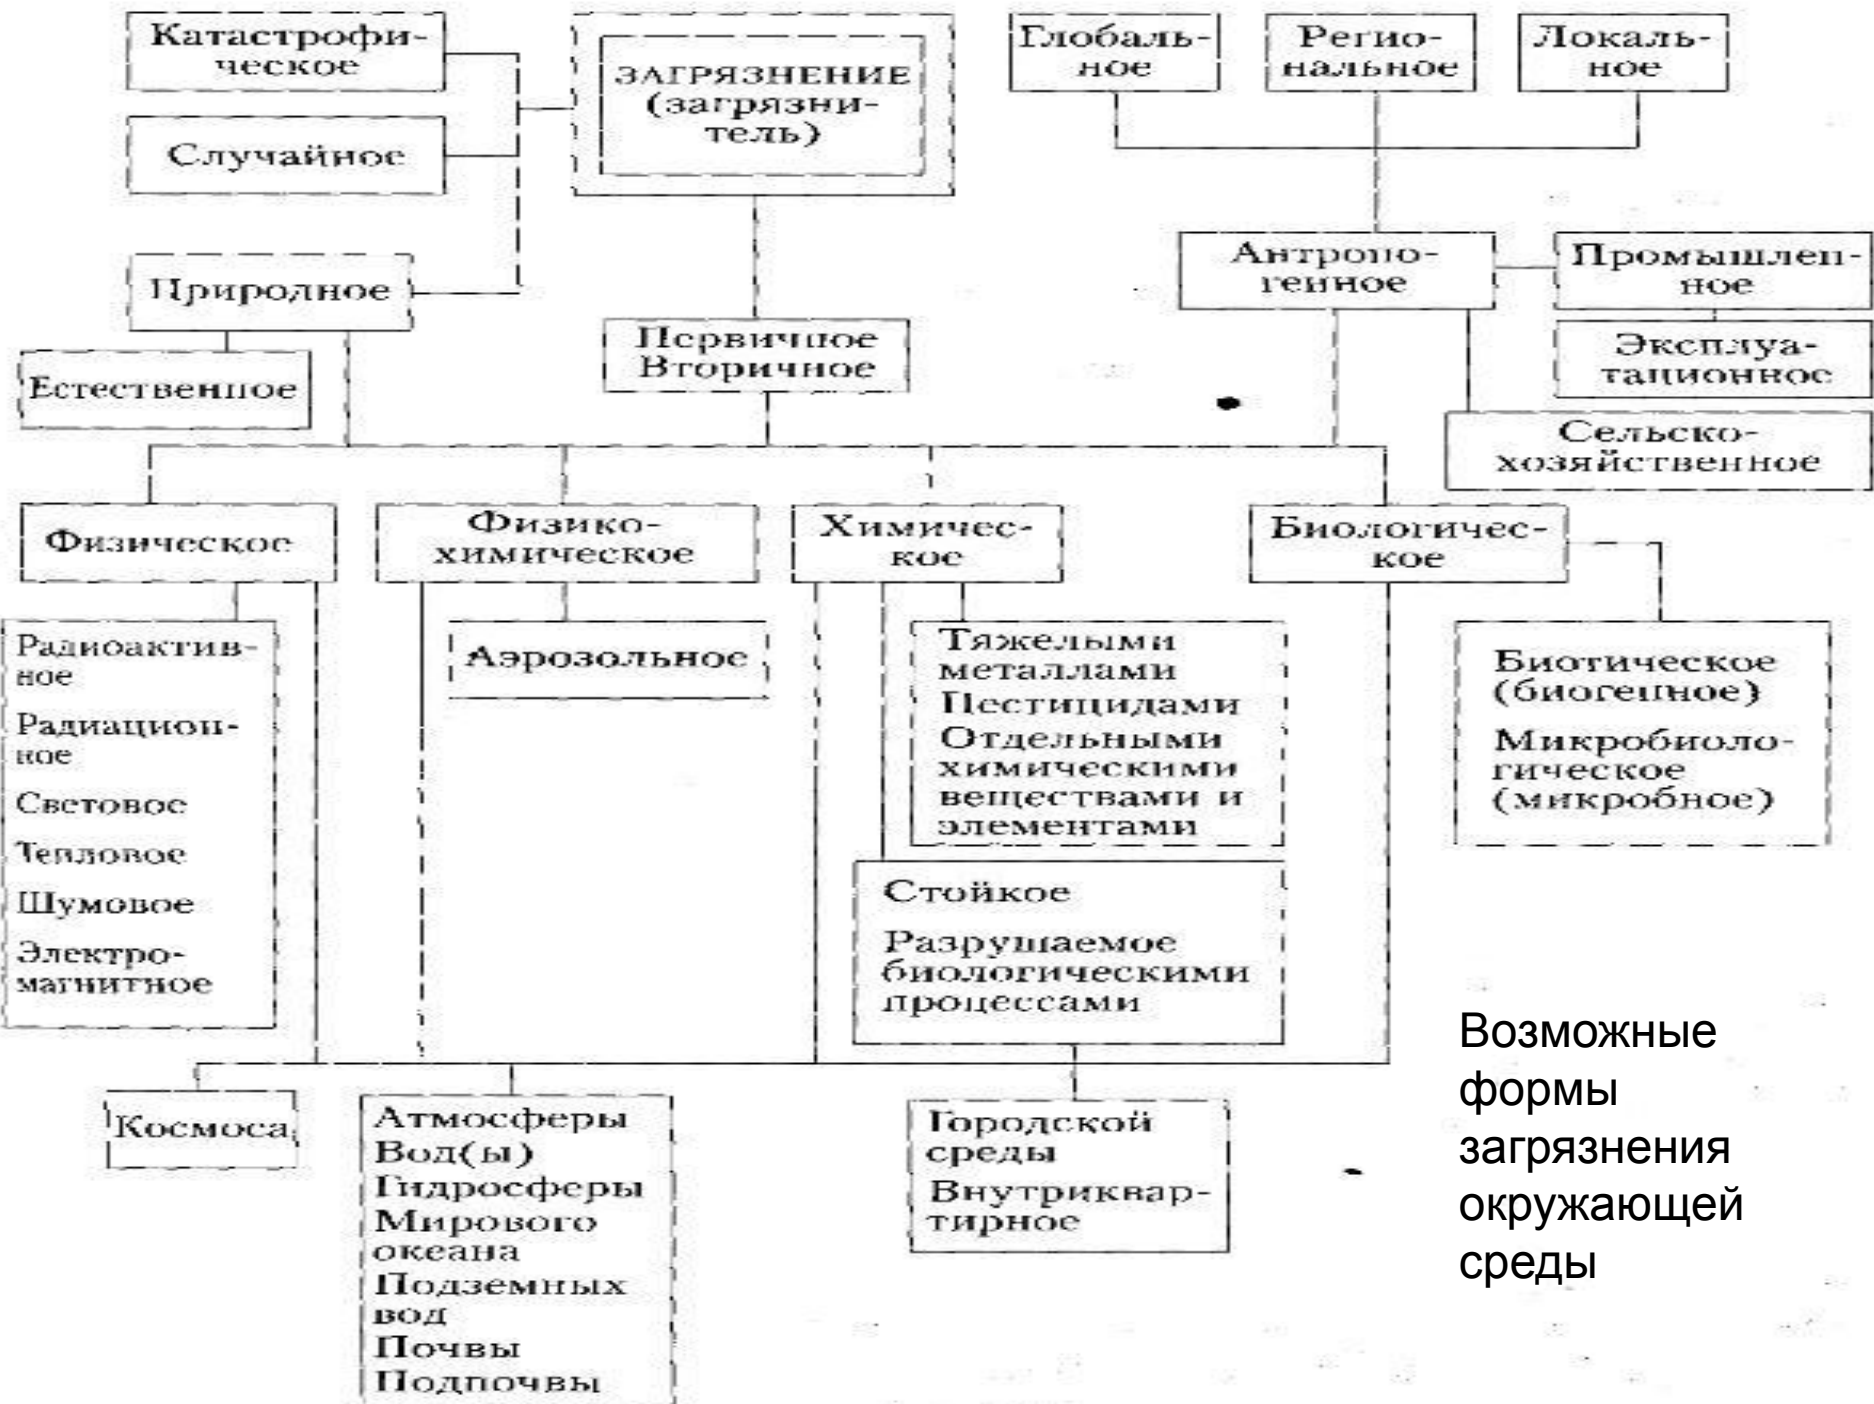 Катастрофи-
ческое
Случайное
Природное
Естественное
ЗАГРЯЗНЕНИЕ
(загрязни-
тель)
Первичное
Вторичное
Глобаль-
ное
Регио-
нальное
Локаль-
ное
Антропо-
генное
Промышлен-
ное
Эксплуа-
тационное
Сельско-
хозяйственное
Физическое
Физико-
химическое
Химичес-
кое
Биологичес-
кое
Радиоактив-
ное
Радиацион-
ное
Световое
Тепловое
Шумовое
Электро-
магнитное
Аэрозольное
Тяжелыми
металлами
Пестицидами
Отдельными
химическими
веществами и
элементами
Стойкое
Разрушаемое
биологическими
процессами
Биотическое
(биогенное)
Микробиоло-
гическое
(микробное)
Космоса
Атмосферы
Вод(ы)
Гидросферы
Мирового
океана
Подземных
вод
Почвы
Подпочвы
Городской
среды
Внутриквар-
тирное
Возможные
формы
загрязнения
окружающей
среды